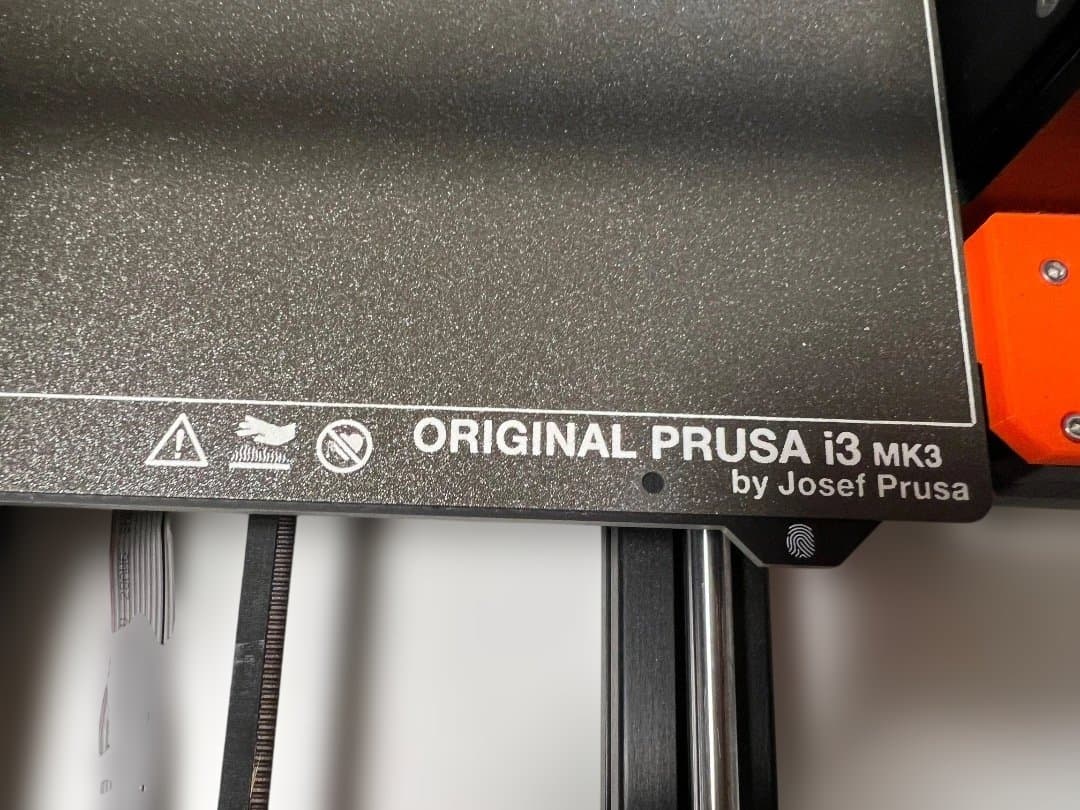 ORIGINAL PRUSA i3 MK3
by Josef Prusa